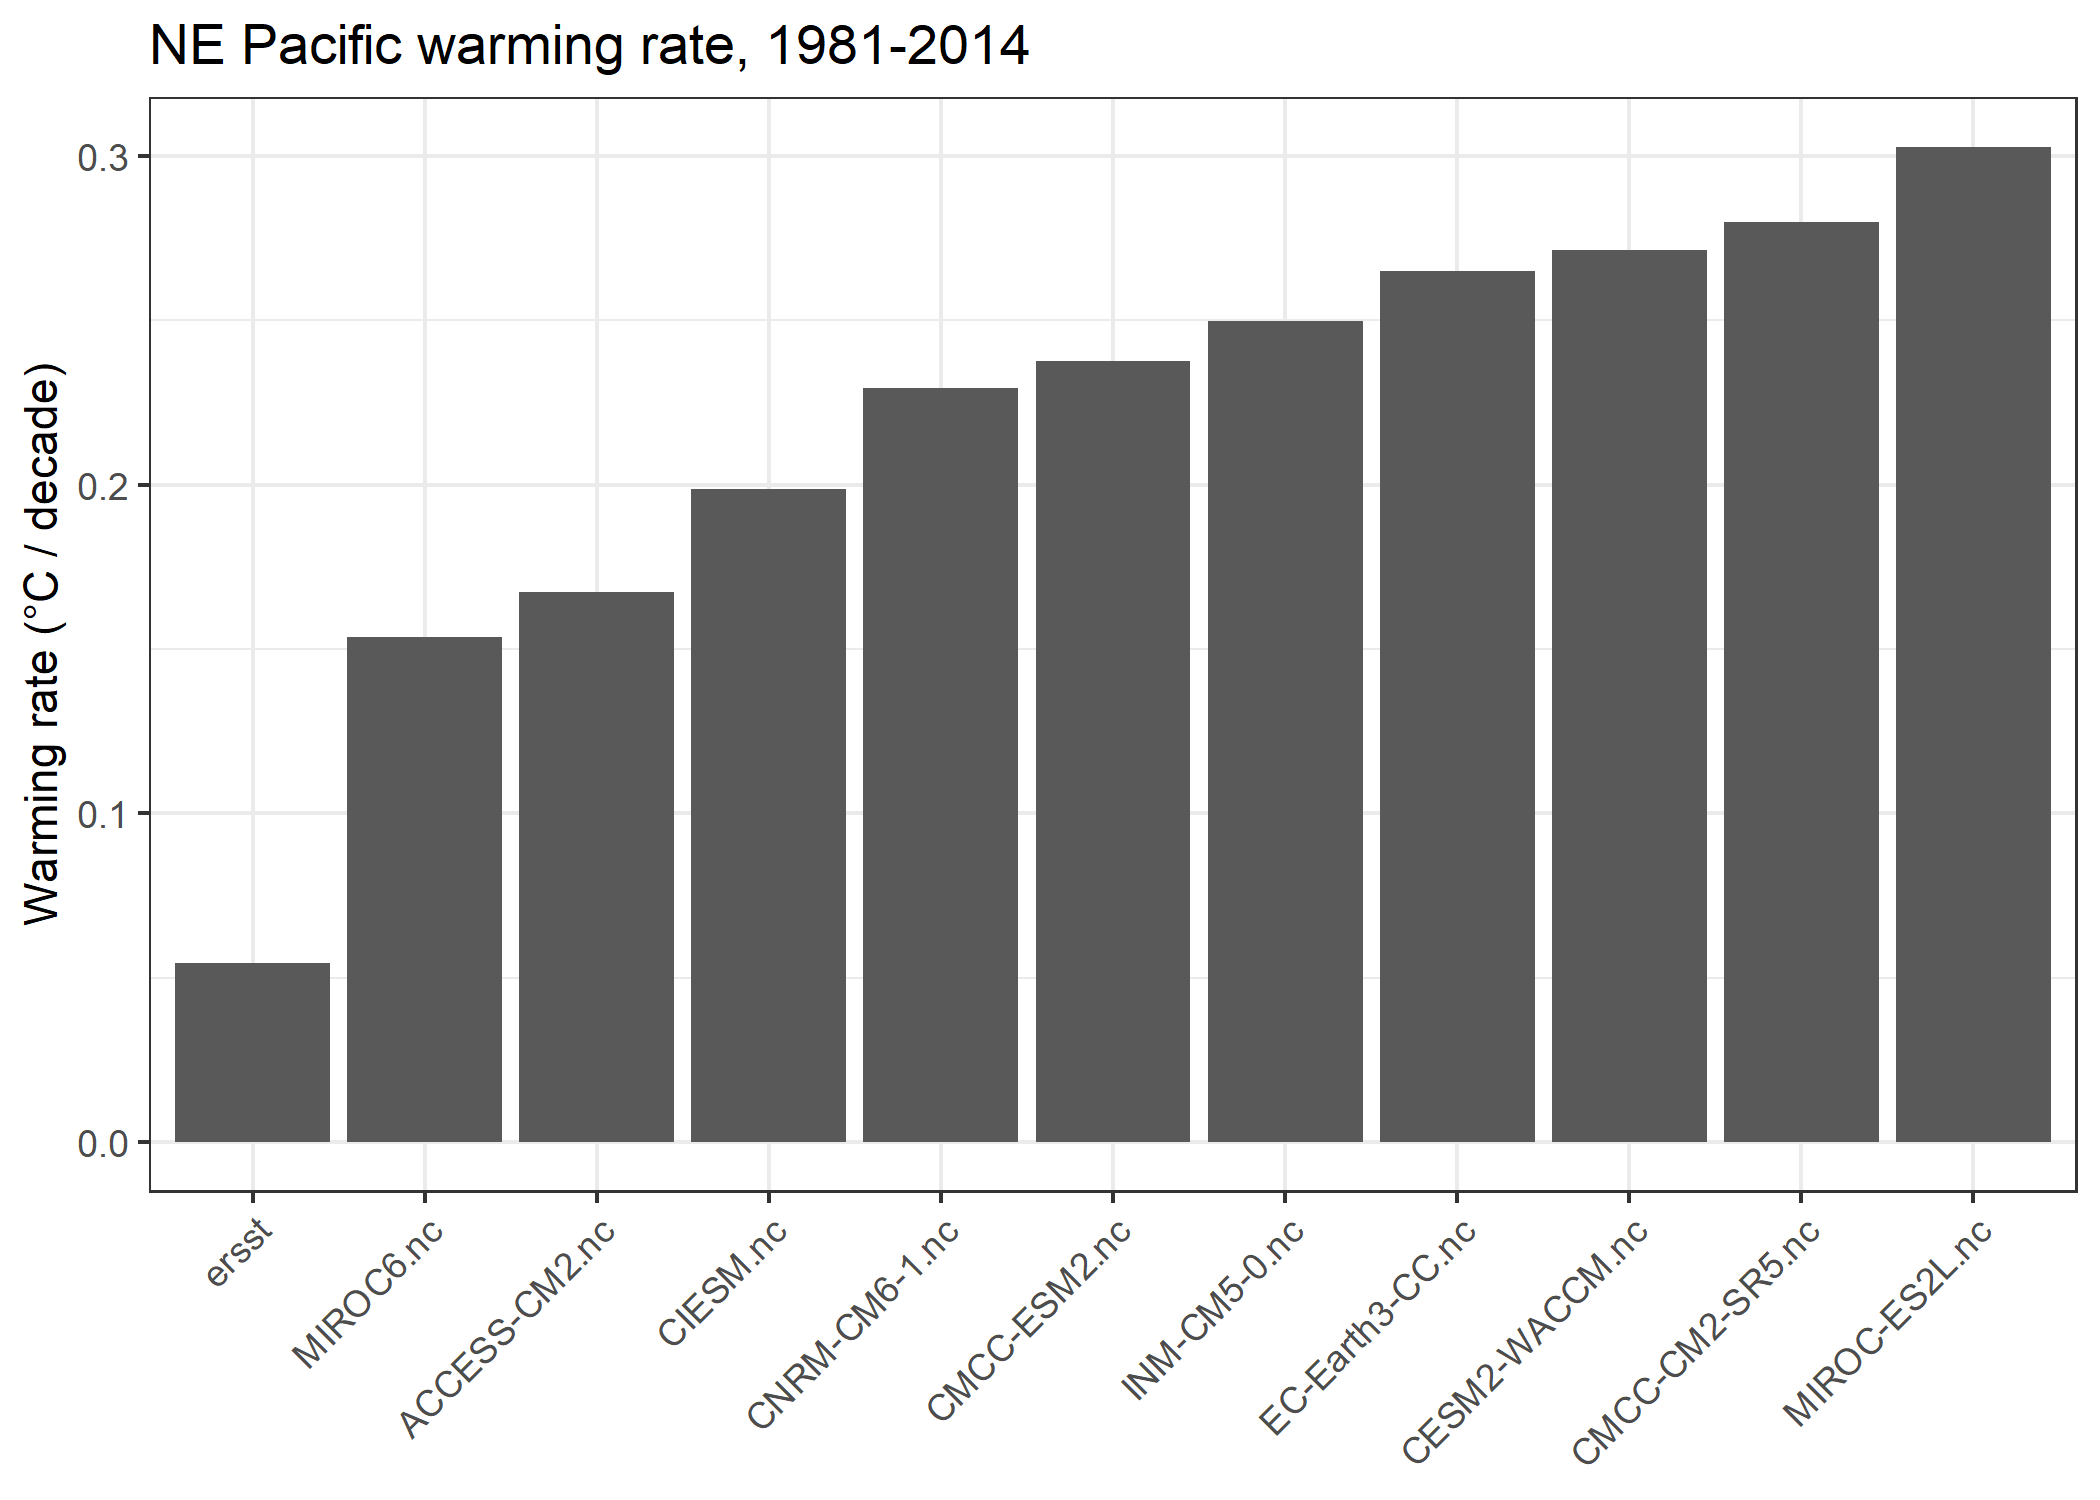 NE Pacific warming rate, 1981-2014
Warming rate (°C / decade)
0.3
0.2
0.1
0.0
ersst
MIROC6.nc
ACCESS-CM2.nc
CIESM.nc
CNRM-CM6-1.nc
CMCC-ESM2.nc
INM-CM5-0.nc
EC-Earth3-CC.nc
CESM2-WACCM.nc
CMCC-CM2-SR5.nc
MIROC-ES2L.nc